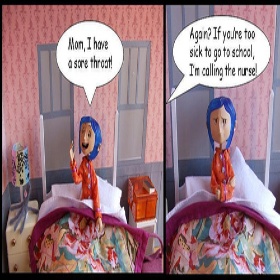 Mom, I have
a sore throat!
Again? If you're too
sick to go to school,
I'm calling the nurse!